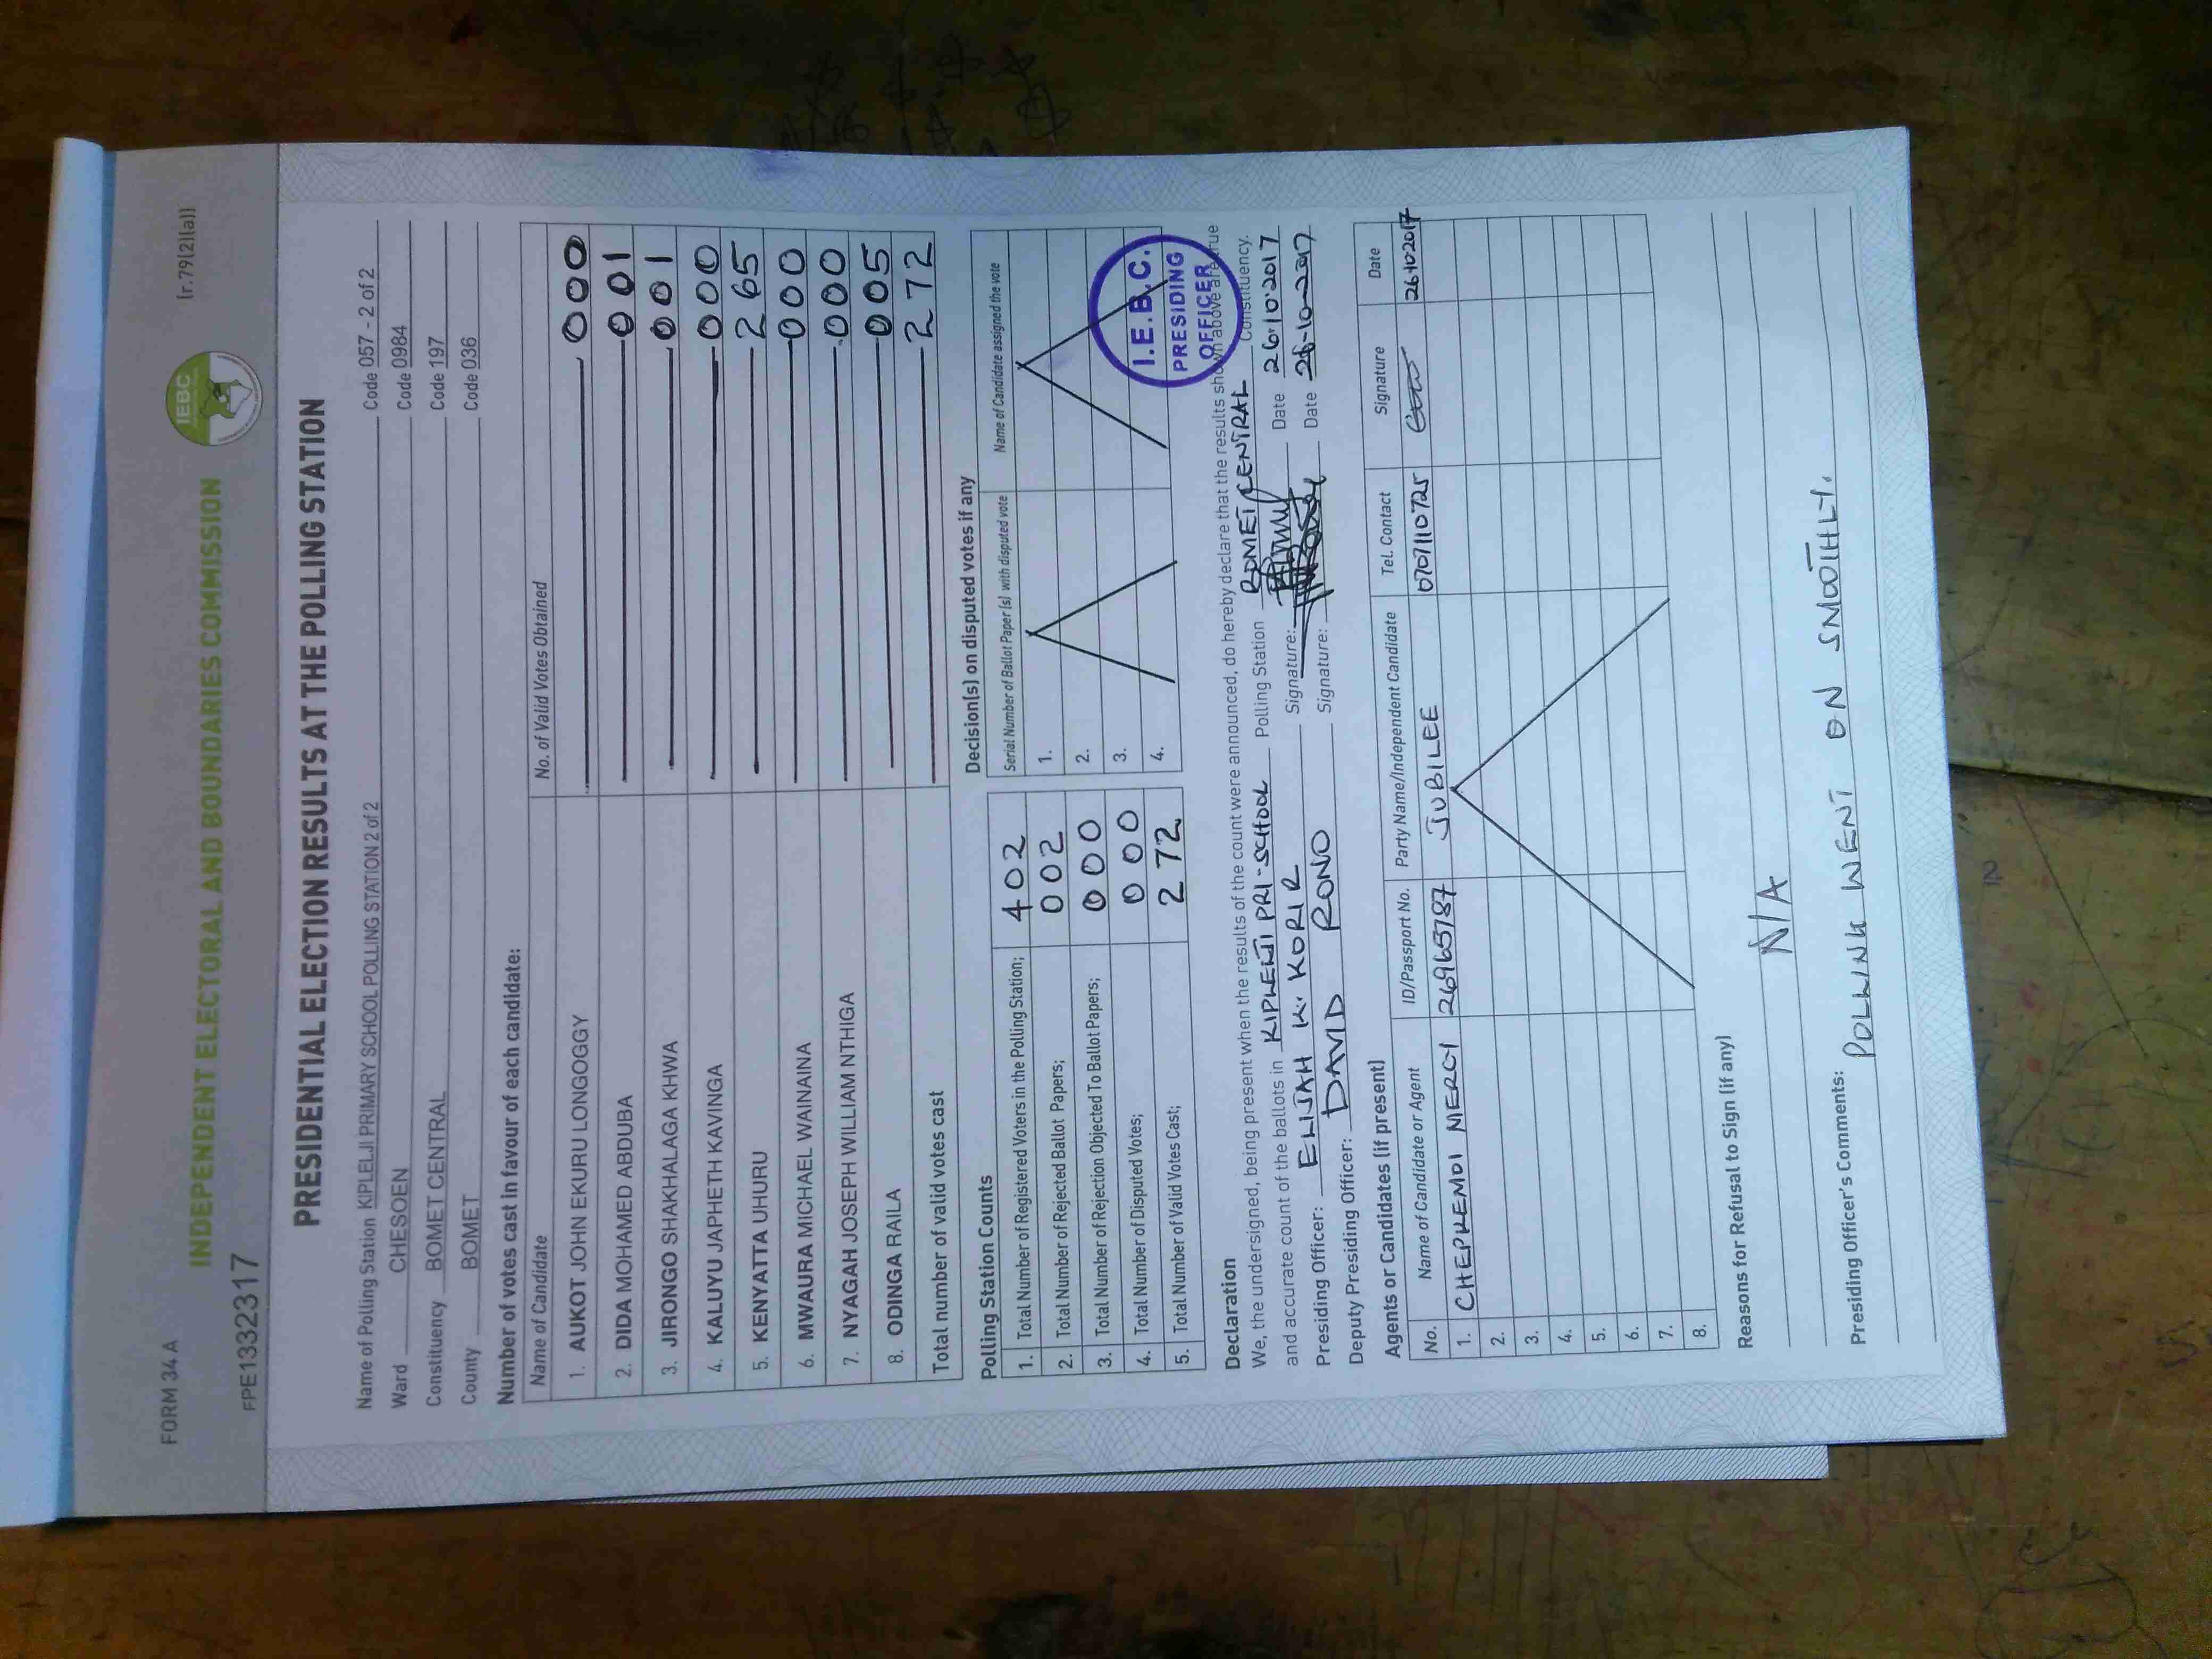 FORM 34 A
[r.79(2)(a)]
IEBC
INDEPENDENT ELECTORAL AND BOUNDARIES COMMISSION
FPE1332317
PRESIDENTIAL ELECTION RESULTS AT THE POLLING STATION
Name of Polling Station KIPLELJI PRIMARY SCHOOL POLLING STATION 2 of 2 Code 057 - 2 of 2
Ward CHESOEN Code 0984
Constituency BOMET CENTRAL Code 197
County BOMET Code 036
Number of votes cast in favour of each candidate:
Name of Candidate No. of Valid Votes Obtained
1. AUKOT JOHN EKURU LONGOGGY 000
2. DIDA MOHAMED ABDUBA 001
3. JIRONGO SHAKHALAGA KHWA 001
4. KALUYU JAPHETH KAVINGA 000
5. KENYATTA UHURU 265
6. MWAURA MICHAEL WAINAINA 000
7. NYAGAH JOSEPH WILLIAM NTHIGA 000
8. ODINGA RAILA 005
Total number of valid votes cast 272
Polling Station Counts
1. Total Number of Registered Voters in the Polling Station; 402
2. Total Number of Rejected Ballot Papers; 002
3. Total Number of Rejection Objected To Ballot Papers; 000
4. Total Number of Disputed Votes; 000
5. Total Number of Valid Votes Cast; 272
Decision(s) on disputed votes if any
Serial Number of Ballot Paper (s) with disputed vote Name of Candidate assigned the vote
1.
2.
3.
4.
I.E.B.C.
PRESIDING
OFFICER
Declaration
We, the undersigned, being present when the results of the count were announced, do hereby declare that the results shown above are true
and accurate count of the ballots in KIPLEJI PRI-SCHOOL Polling Station BOMET CENTRAL Constituency.
Presiding Officer: ELIJAH K. KORIR Signature: Date 26.10.2017
Deputy Presiding Officer: DAVID RONO Signature: Date 26-10-2017
Agents or Candidates (if present)
No. Name of Candidate or Agent ID/Passport No. Party Name/Independent Candidate Tel. Contact Signature Date
1. CHEPKEMOI MERCY 26965787 JUBILEE 0701110725 26.10.2017
2.
3.
4.
5.
6.
7.
8.
Reasons for Refusal to Sign (if any)
N/A
Presiding Officer's Comments: POLLING WENT ON SMOOTHLY.